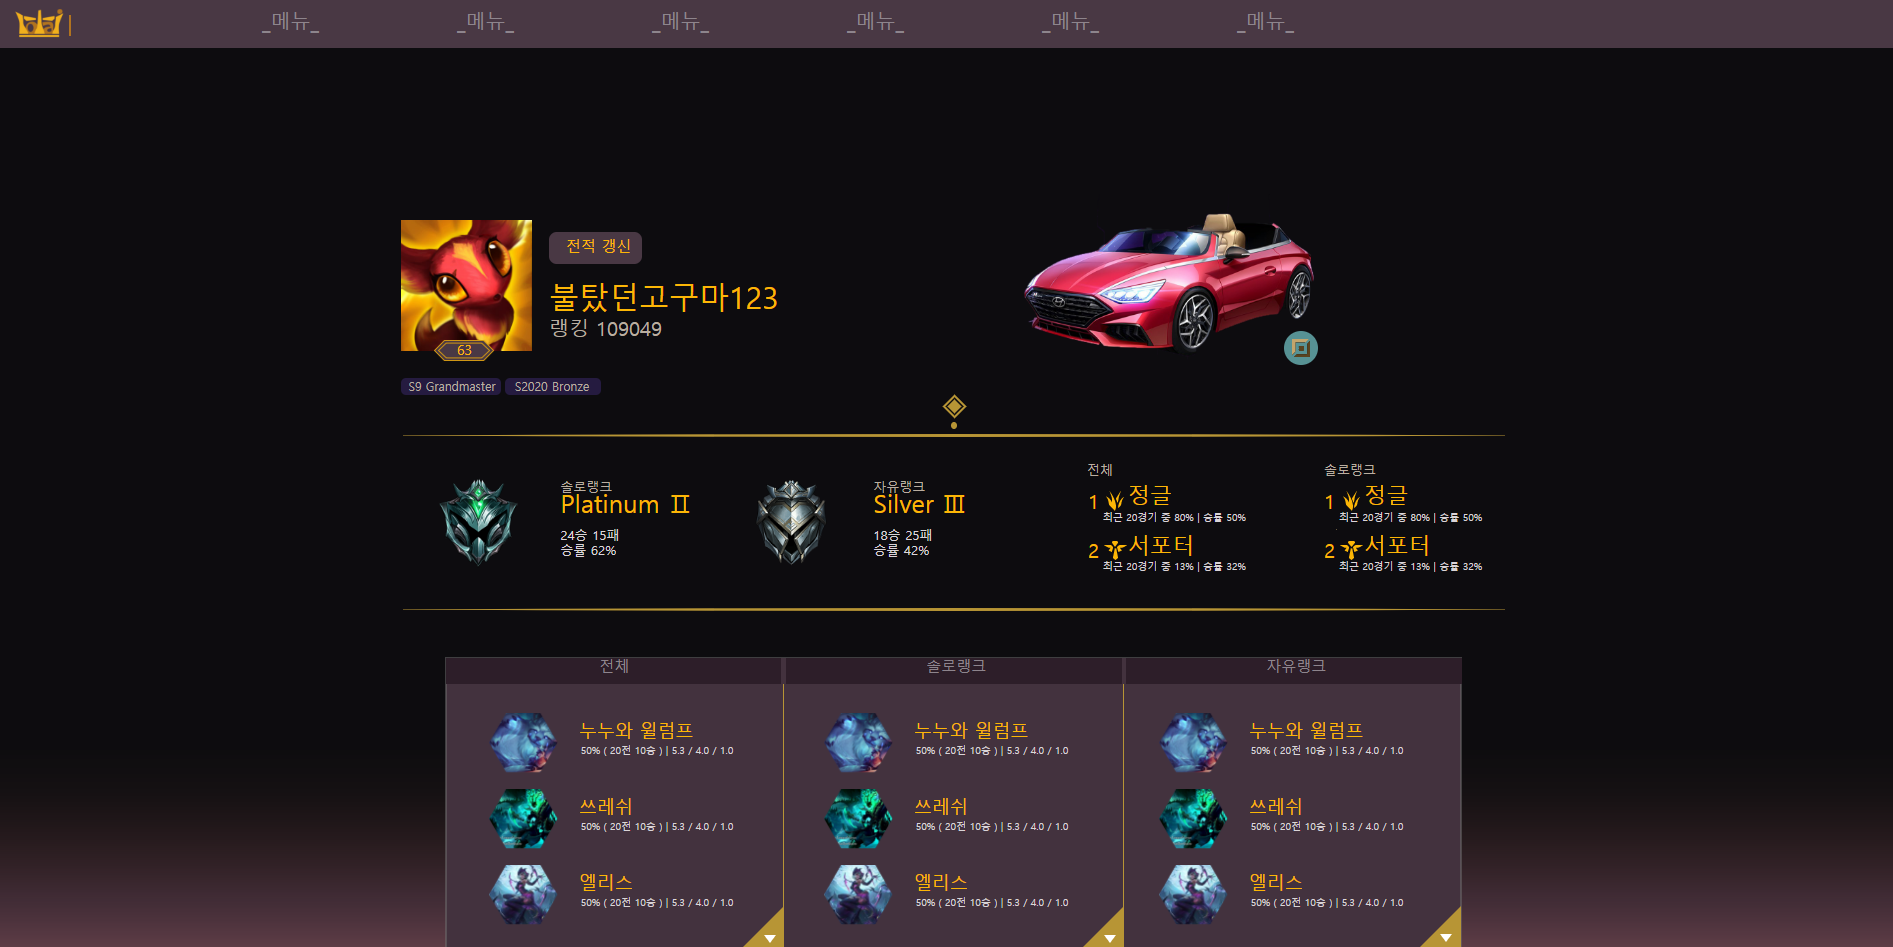 _메뉴_ _메뉴_ _메뉴_ _메뉴_ _메뉴_ _메뉴_
전적 갱신
불탔던고구마123
랭킹 109049
63
S9 Grandmaster S2020 Bronze
솔로랭크
Platinum Ⅱ
24승 15패
승률 62%
자유랭크
Silver Ⅲ
18승 25패
승률 42%
전체
1 정글
최근 20경기 중 80% | 승률 50%
2 서포터
최근 20경기 중 13% | 승률 32%
솔로랭크
1 정글
최근 20경기 중 80% | 승률 50%
2 서포터
최근 20경기 중 13% | 승률 32%
전체
누누와 윌럼프
50% ( 20전 10승 ) | 5.3 / 4.0 / 1.0
쓰레쉬
50% ( 20전 10승 ) | 5.3 / 4.0 / 1.0
엘리스
50% ( 20전 10승 ) | 5.3 / 4.0 / 1.0
솔로랭크
누누와 윌럼프
50% ( 20전 10승 ) | 5.3 / 4.0 / 1.0
쓰레쉬
50% ( 20전 10승 ) | 5.3 / 4.0 / 1.0
엘리스
50% ( 20전 10승 ) | 5.3 / 4.0 / 1.0
자유랭크
누누와 윌럼프
50% ( 20전 10승 ) | 5.3 / 4.0 / 1.0
쓰레쉬
50% ( 20전 10승 ) | 5.3 / 4.0 / 1.0
엘리스
50% ( 20전 10승 ) | 5.3 / 4.0 / 1.0